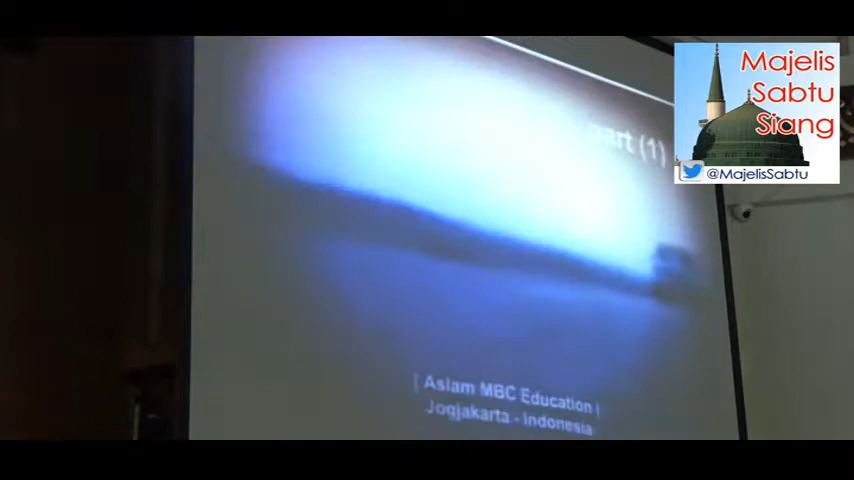 Majelis
Sabtu
Siang
@MajelisSabtu
part (1)
| Aslam MBC Education |
Jogjakarta - Indonesia